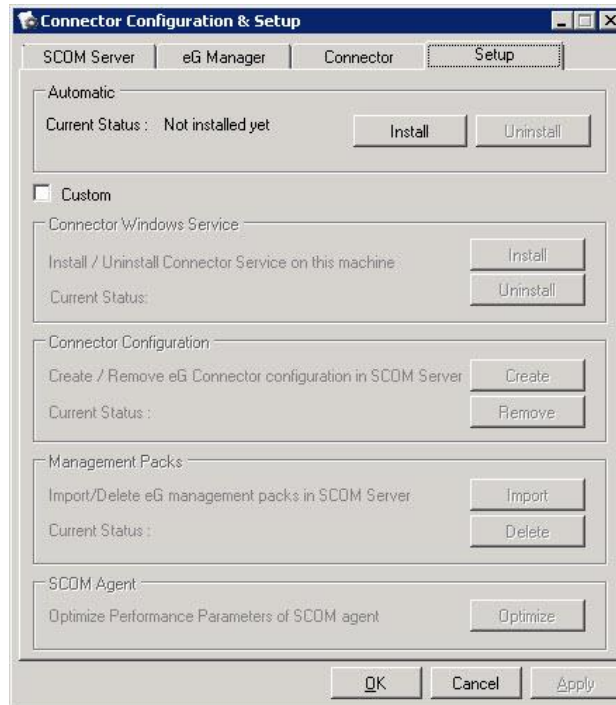 Connector Configuration & Setup
SCOM Server eG Manager Connector Setup
Automatic
Current Status : Not installed yet Install Uninstall
Custom
Connector Windows Service
Install / Uninstall Connector Service on this machine Install
Current Status: Uninstall
Connector Configuration
Create / Remove eG Connector configuration in SCOM Server Create
Current Status : Remove
Management Packs
Import/Delete eG management packs in SCOM Server Import
Current Status : Delete
SCOM Agent
Optimize Performance Parameters of SCOM agent Optimize
OK Cancel Apply